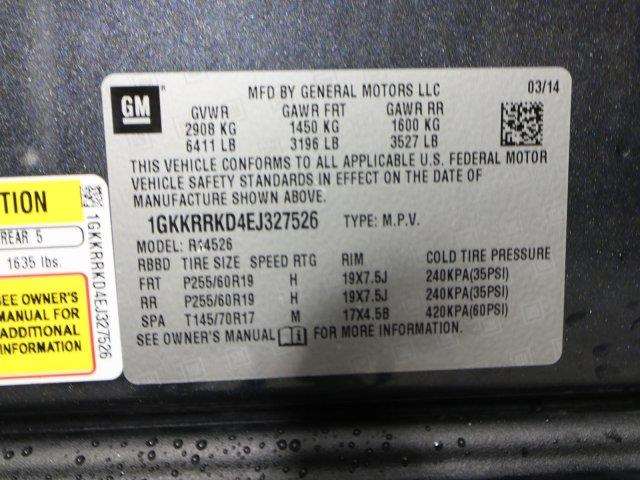 GM
MFD BY GENERAL MOTORS LLC 03/14
GVWR GAWR FRT GAWR RR
2908 KG 1450 KG 1600 KG
6411 LB 3196 LB 3527 LB
THIS VEHICLE CONFORMS TO ALL APPLICABLE U.S. FEDERAL MOTOR
VEHICLE SAFETY STANDARDS IN EFFECT ON THE DATE OF
MANUFACTURE SHOWN ABOVE.
1GKKRRKD4EJ327526 TYPE: M.P.V.
MODEL: R14526
RBBD TIRE SIZE SPEED RTG RIM COLD TIRE PRESSURE
FRT P255/60R19 H 19X7.5J 240KPA(35PSI)
RR P255/60R19 H 19X7.5J 240KPA(35PSI)
SPA T145/70R17 M 17X4.5B 420KPA(60PSI)
SEE OWNER'S MANUAL FOR MORE INFORMATION.
TION
REAR 5
1635 lbs.
SEE OWNER'S
MANUAL FOR
ADDITIONAL
INFORMATION
1GKKRRKD4EJ327526